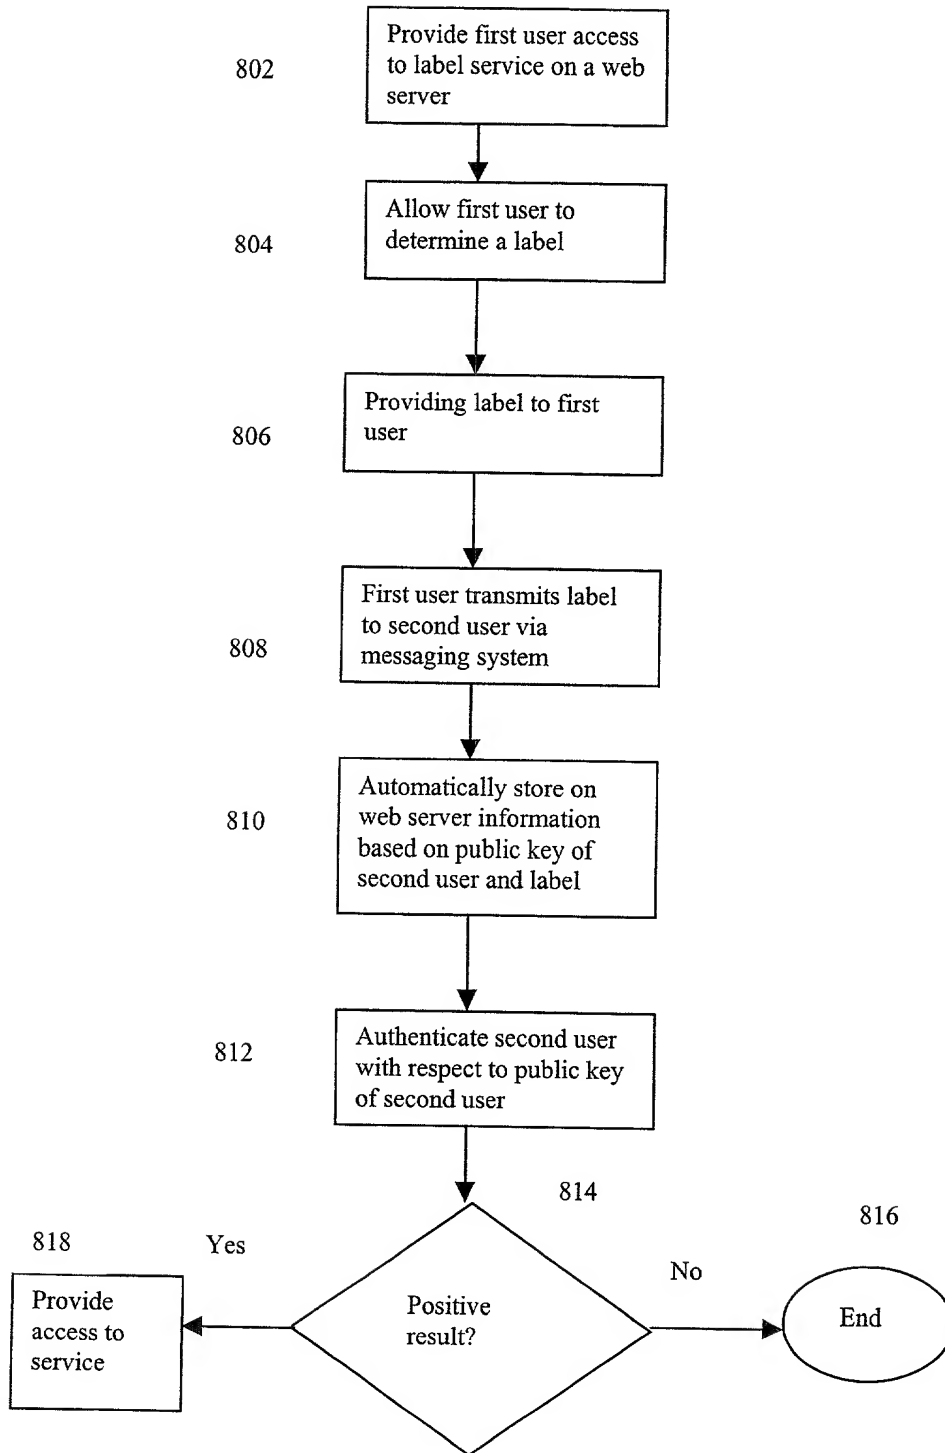 802
Provide first user access
to label service on a web
server
804
Allow first user to
determine a label
806
Providing label to first
user
808
First user transmits label
to second user via
messaging system
810
Automatically store on
web server information
based on public key of
second user and label
812
Authenticate second user
with respect to public key
of second user
814
Positive
result?
Yes
818
Provide
access to
service
No
816
End